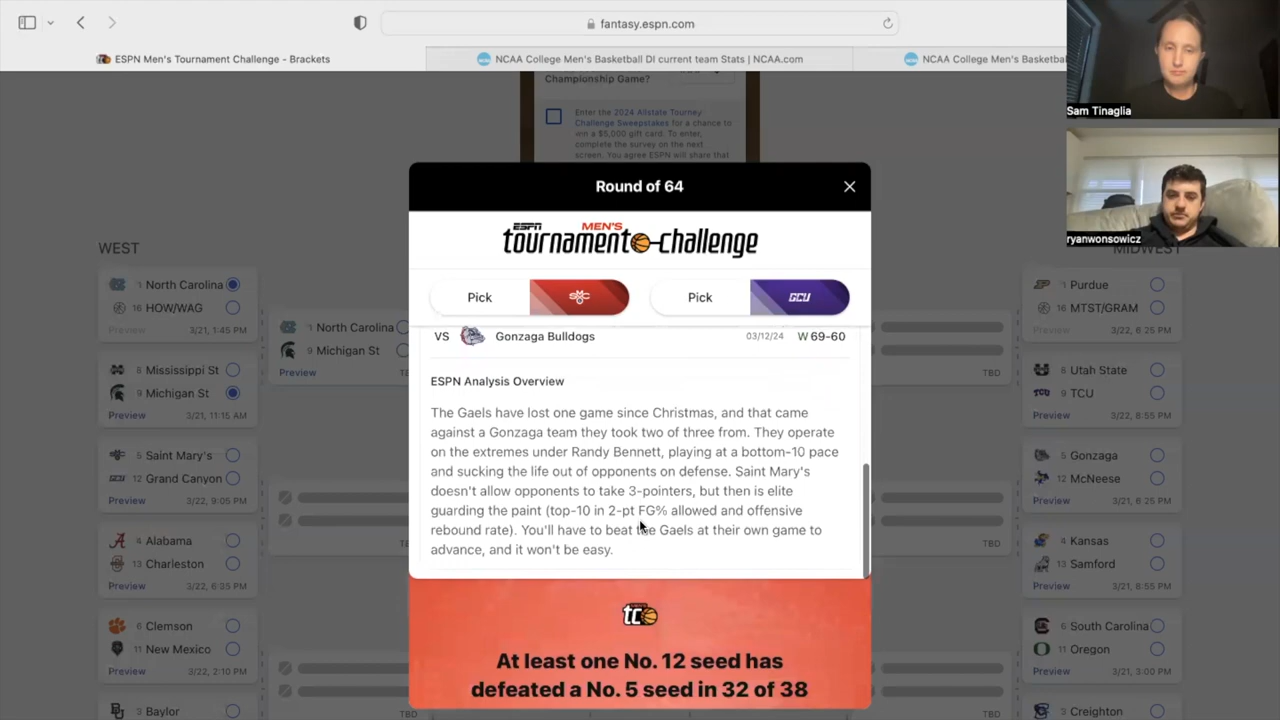 fantasy.espn.com
ESPN Men's Tournament Challenge - Brackets
NCAA College Men's Basketball DI current team Stats | NCAA.com
NCAA College Men's Basketba
Sam Tinaglia
ryanwonsowicz
Championship Game?
Enter the 2024 Allstate Tourney
Challenge Sweepstakes for a chance to
win a $5,000 gift card. To enter,
complete the survey on the next
screen. You agree ESPN will share that
Round of 64
ESPN MEN'S
tournament challenge
Pick
SMC
Pick
GCU
VS Gonzaga Bulldogs 03/12/24 W 69-60
ESPN Analysis Overview
The Gaels have lost one game since Christmas, and that came
against a Gonzaga team they took two of three from. They operate
on the extremes under Randy Bennett, playing at a bottom-10 pace
and sucking the life out of opponents on defense. Saint Mary's
doesn't allow opponents to take 3-pointers, but then is elite
guarding the paint (top-10 in 2-pt FG% allowed and offensive
rebound rate). You'll have to beat the Gaels at their own game to
advance, and it won't be easy.
MEN'S
tc
At least one No. 12 seed has
defeated a No. 5 seed in 32 of 38
WEST
1 North Carolina
16 HOW/WAG
Preview 3/21, 1:45 PM
8 Mississippi St
9 Michigan St
Preview 3/21, 11:15 AM
5 Saint Mary's
12 Grand Canyon
Preview 3/22, 9:05 PM
4 Alabama
13 Charleston
Preview 3/22, 6:35 PM
6 Clemson
11 New Mexico
Preview 3/22, 2:10 PM
3 Baylor
1 North Carolina
9 Michigan St
Preview
TBD
TBD
MIDWEST
1 Purdue
16 MTST/GRAM
Preview 3/22, 6:25 PM
8 Utah State
9 TCU
Preview 3/22, 8:55 PM
5 Gonzaga
12 McNeese
Preview 3/21, 6:25 PM
4 Kansas
13 Samford
Preview 3/21, 8:55 PM
6 South Carolina
11 Oregon
Preview 3/21, 3:00 PM
3 Creighton
TBD
TBD
TBD